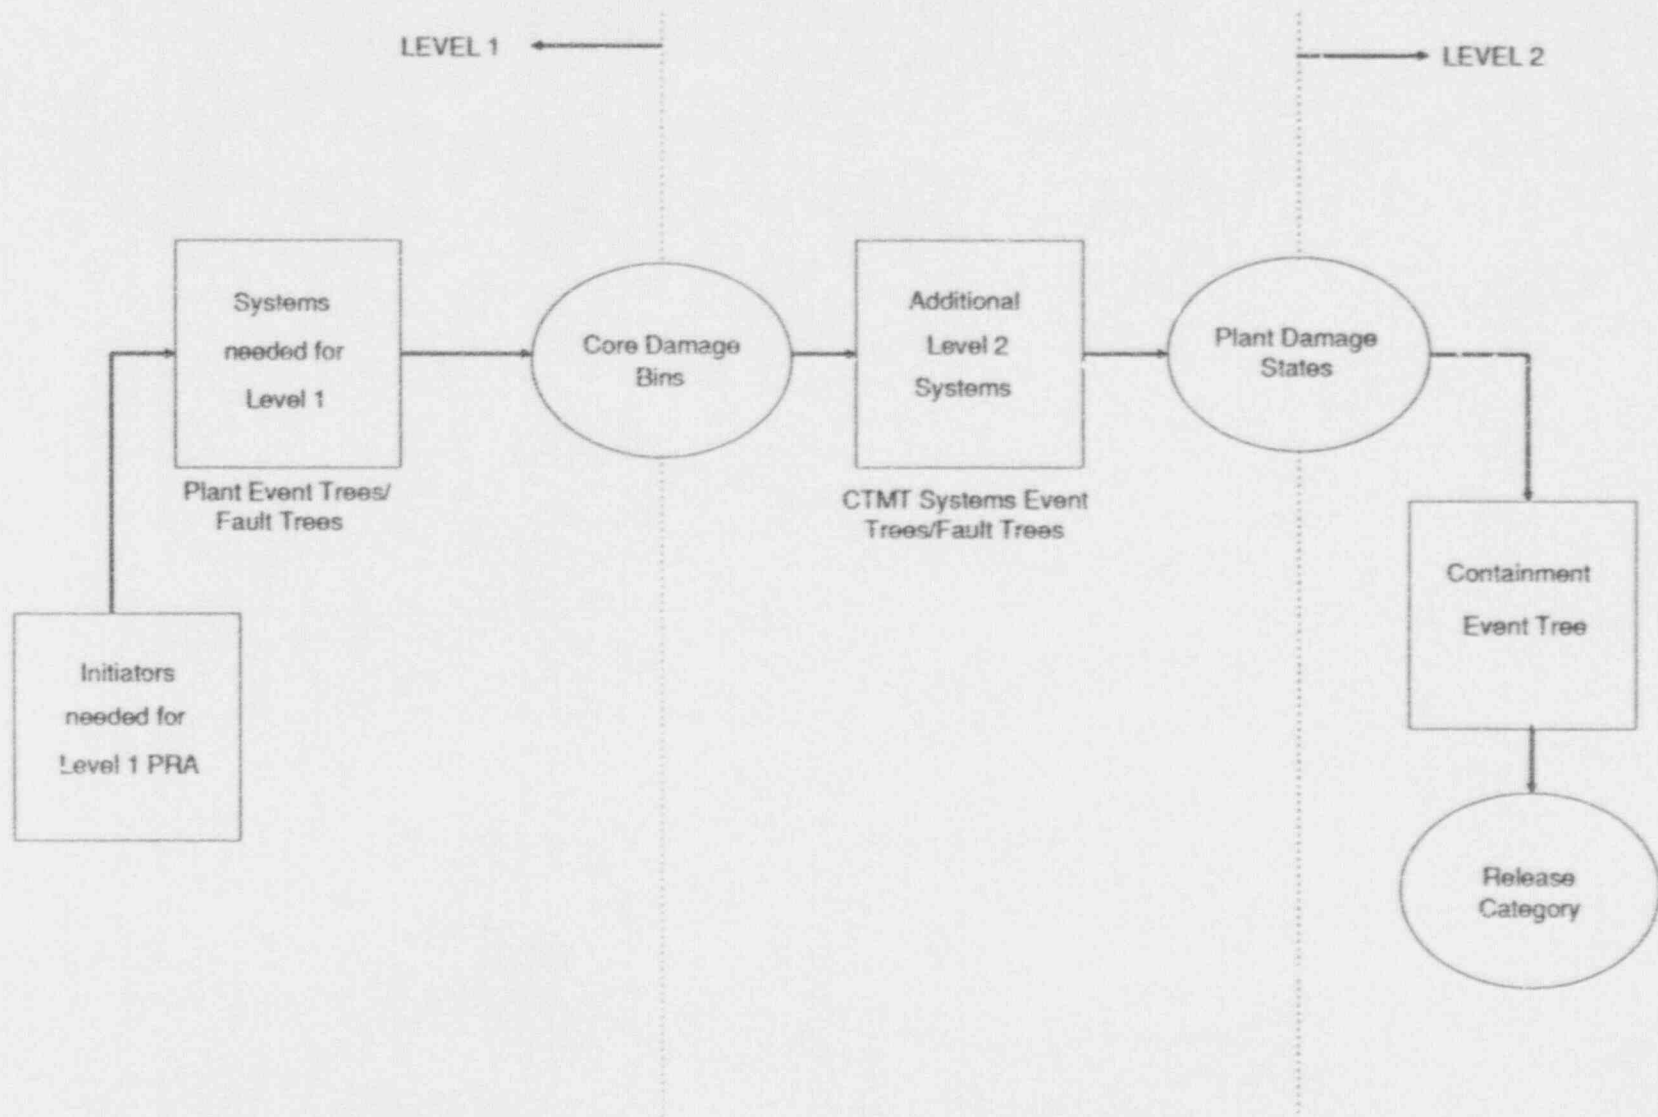 LEVEL 1
LEVEL 2
Systems
needed for
Level 1
Plant Event Trees/
Fault Trees
Core Damage
Bins
Additional
Level 2
Systems
CTMT Systems Event
Trees/Fault Trees
Plant Damage
States
Initiators
needed for
Level 1 PRA
Containment
Event Tree
Release
Category